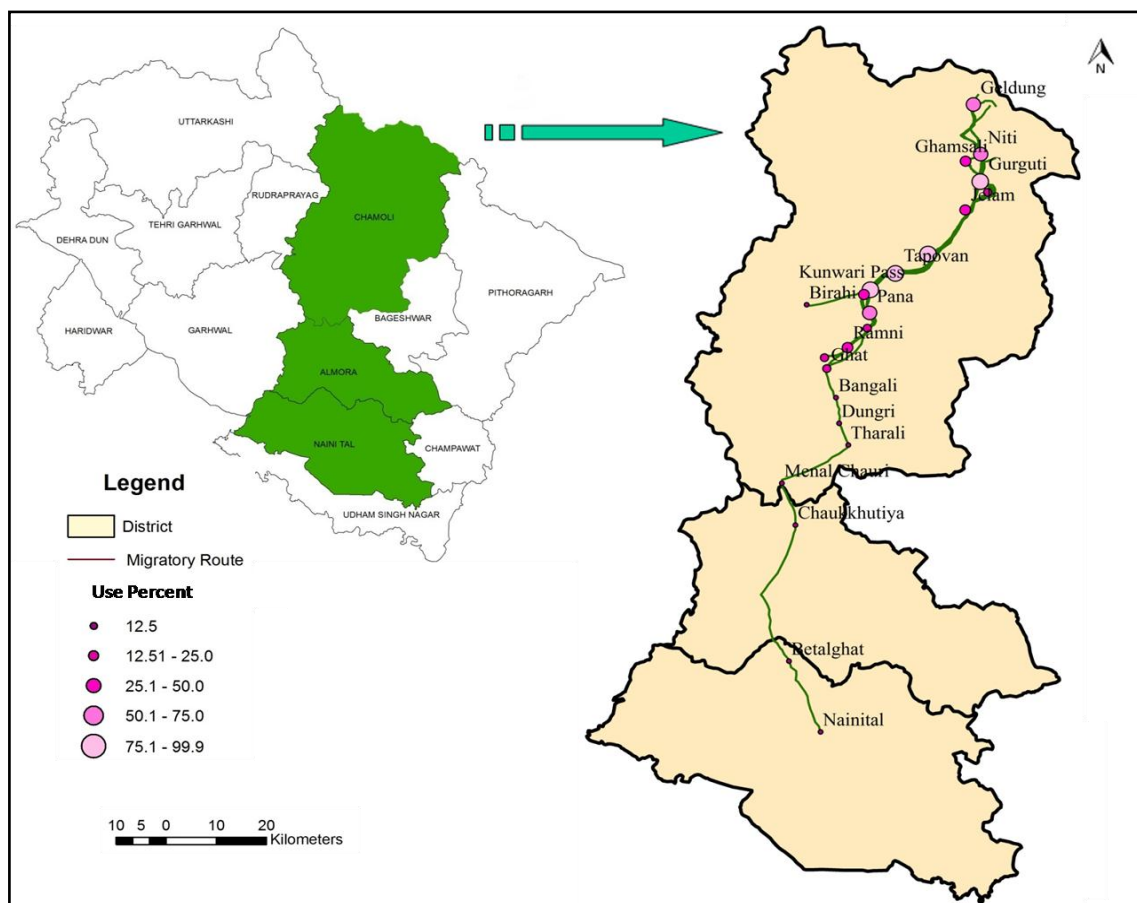 UTTARKASHI
RUDRAPRAYAG
CHAMOLI
TEHRI GARHWAL
DEHRA DUN
HARIDWAR
GARHWAL
PITHORAGARH
BAGESHWAR
ALMORA
NAINI TAL
CHAMPAWAT
UDHAM SINGH NAGAR
Legend
District
Migratory Route
Use Percent
12.5
12.51 - 25.0
25.1 - 50.0
50.1 - 75.0
75.1 - 99.9
10 5 0 10 20
Kilometers
N
Geldung
Niti
Ghamsali
Gurguti
Jelam
Tapovan
Kunwari Pass
Birahi
Pana
Ramni
Ghat
Bangali
Dungri
Tharali
Menal Chauri
Chaukkhutiya
Betalghat
Nainital